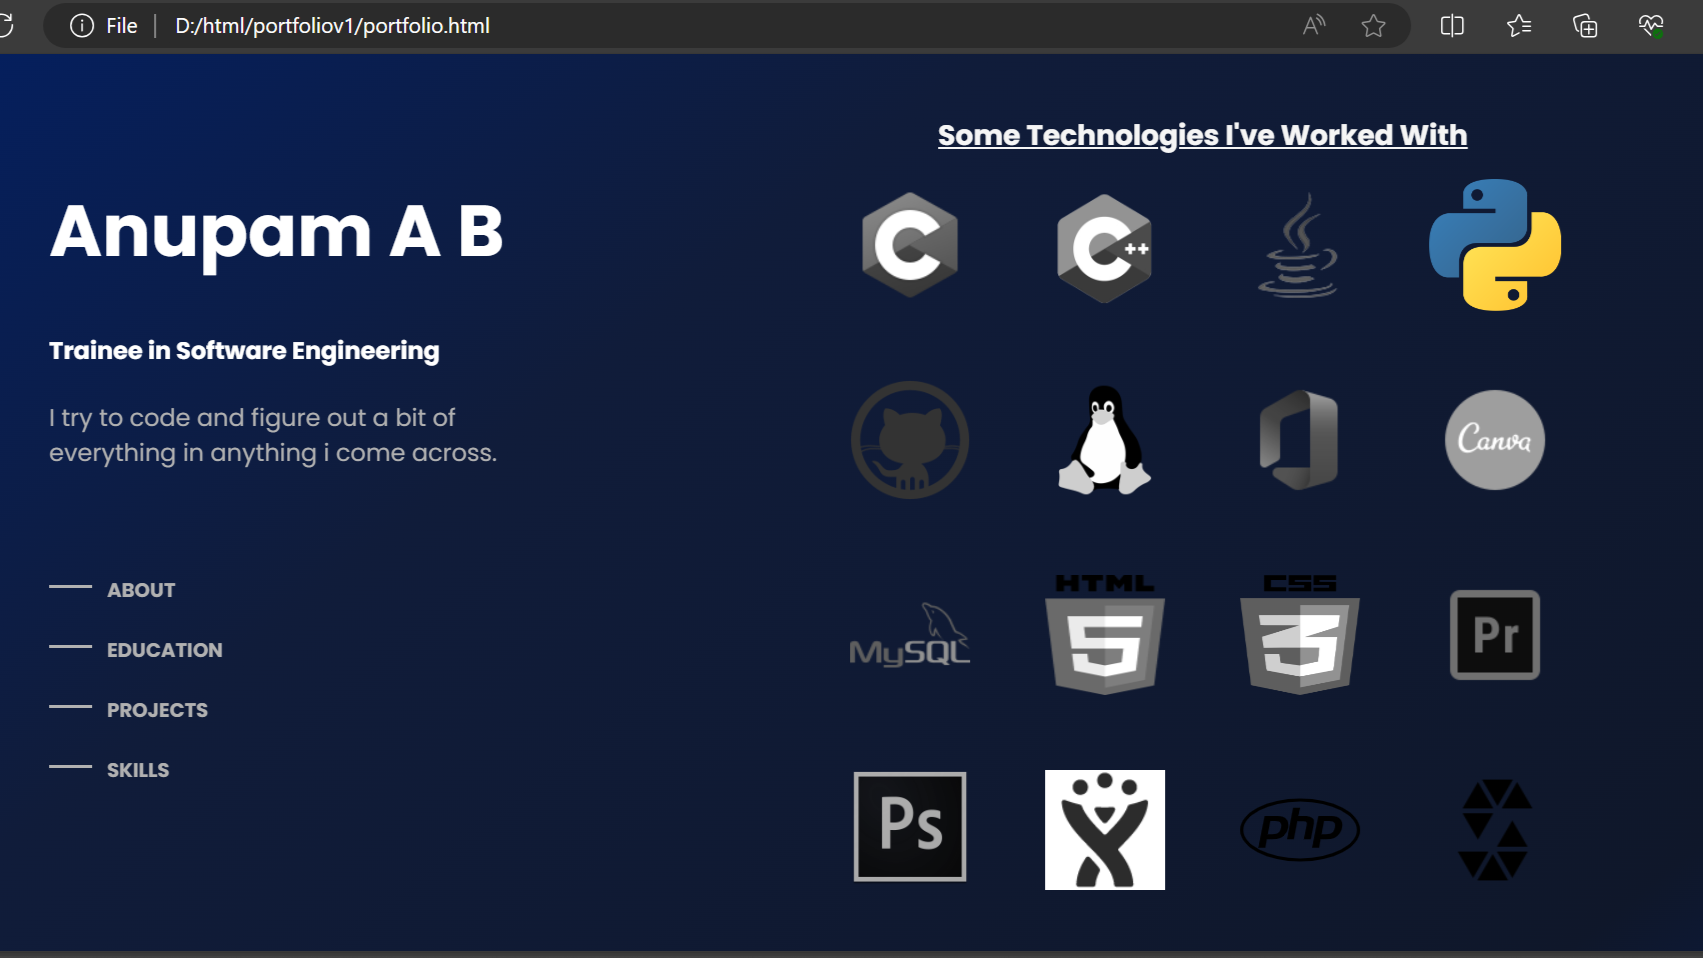 File
D:/html/portfoliov1/portfolio.html
Some Technologies I've Worked With
Anupam A B
Trainee in Software Engineering
I try to code and figure out a bit of
everything in anything i come across.
ABOUT
EDUCATION
PROJECTS
SKILLS
C
C++
Canva
MySQL
HTML
5
CSS
3
Pr
Ps
php